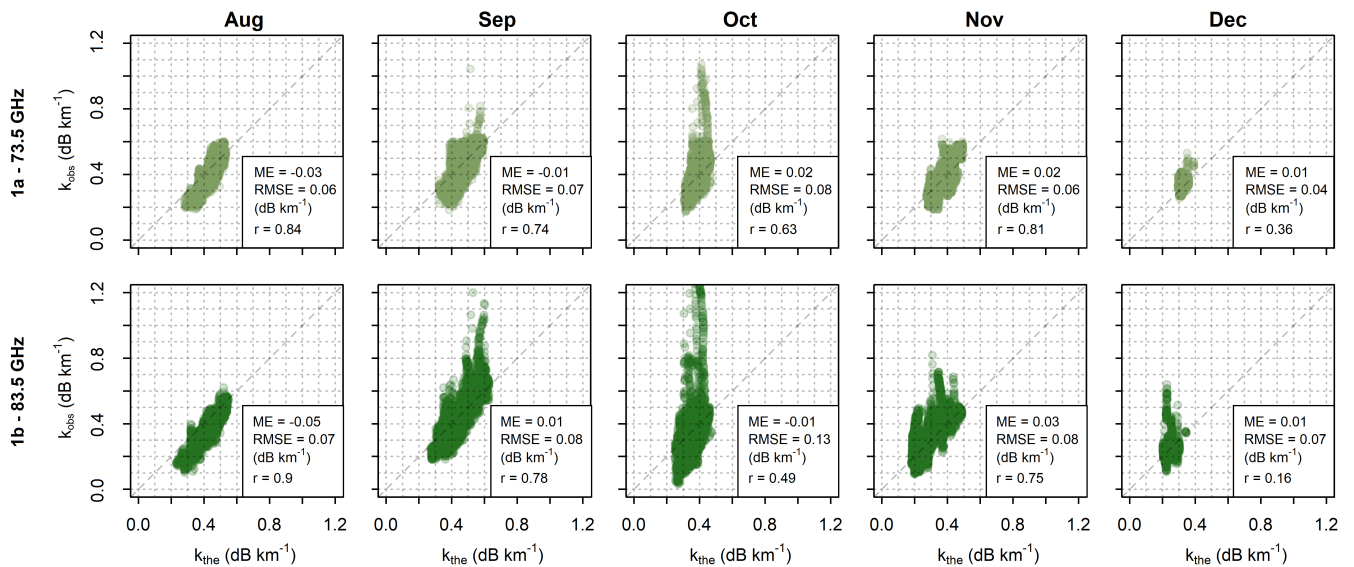 Aug Sep Oct Nov Dec
1a - 73.5 GHz
k_obs (dB km⁻¹)
0.0 0.4 0.8 1.2
ME = -0.03
RMSE = 0.06
(dB km⁻¹)
r = 0.84
ME = -0.01
RMSE = 0.07
(dB km⁻¹)
r = 0.74
ME = 0.02
RMSE = 0.08
(dB km⁻¹)
r = 0.63
ME = 0.02
RMSE = 0.06
(dB km⁻¹)
r = 0.81
ME = 0.01
RMSE = 0.04
(dB km⁻¹)
r = 0.36
1b - 83.5 GHz
k_obs (dB km⁻¹)
0.0 0.4 0.8 1.2
ME = -0.05
RMSE = 0.07
(dB km⁻¹)
r = 0.9
ME = 0.01
RMSE = 0.08
(dB km⁻¹)
r = 0.78
ME = -0.01
RMSE = 0.13
(dB km⁻¹)
r = 0.49
ME = 0.03
RMSE = 0.08
(dB km⁻¹)
r = 0.75
ME = 0.01
RMSE = 0.07
(dB km⁻¹)
r = 0.16
0.0 0.4 0.8 1.2 0.0 0.4 0.8 1.2 0.0 0.4 0.8 1.2 0.0 0.4 0.8 1.2 0.0 0.4 0.8 1.2
k_the (dB km⁻¹) k_the (dB km⁻¹) k_the (dB km⁻¹) k_the (dB km⁻¹) k_the (dB km⁻¹)